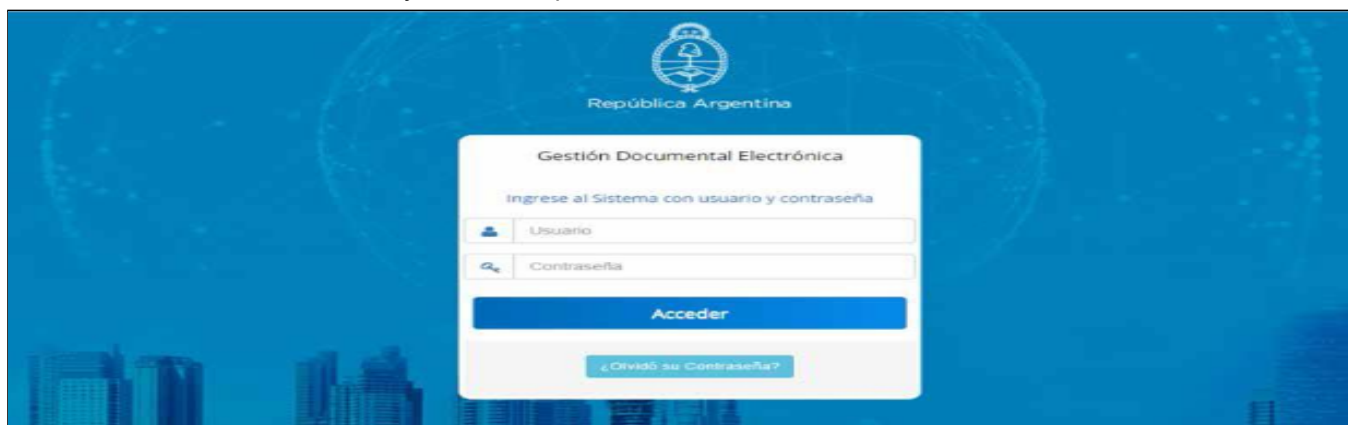 República Argentina
Gestión Documental Electrónica
Ingrese al Sistema con usuario y contraseña
Usuario
Contraseña
Acceder
¿Olvidó su Contraseña?